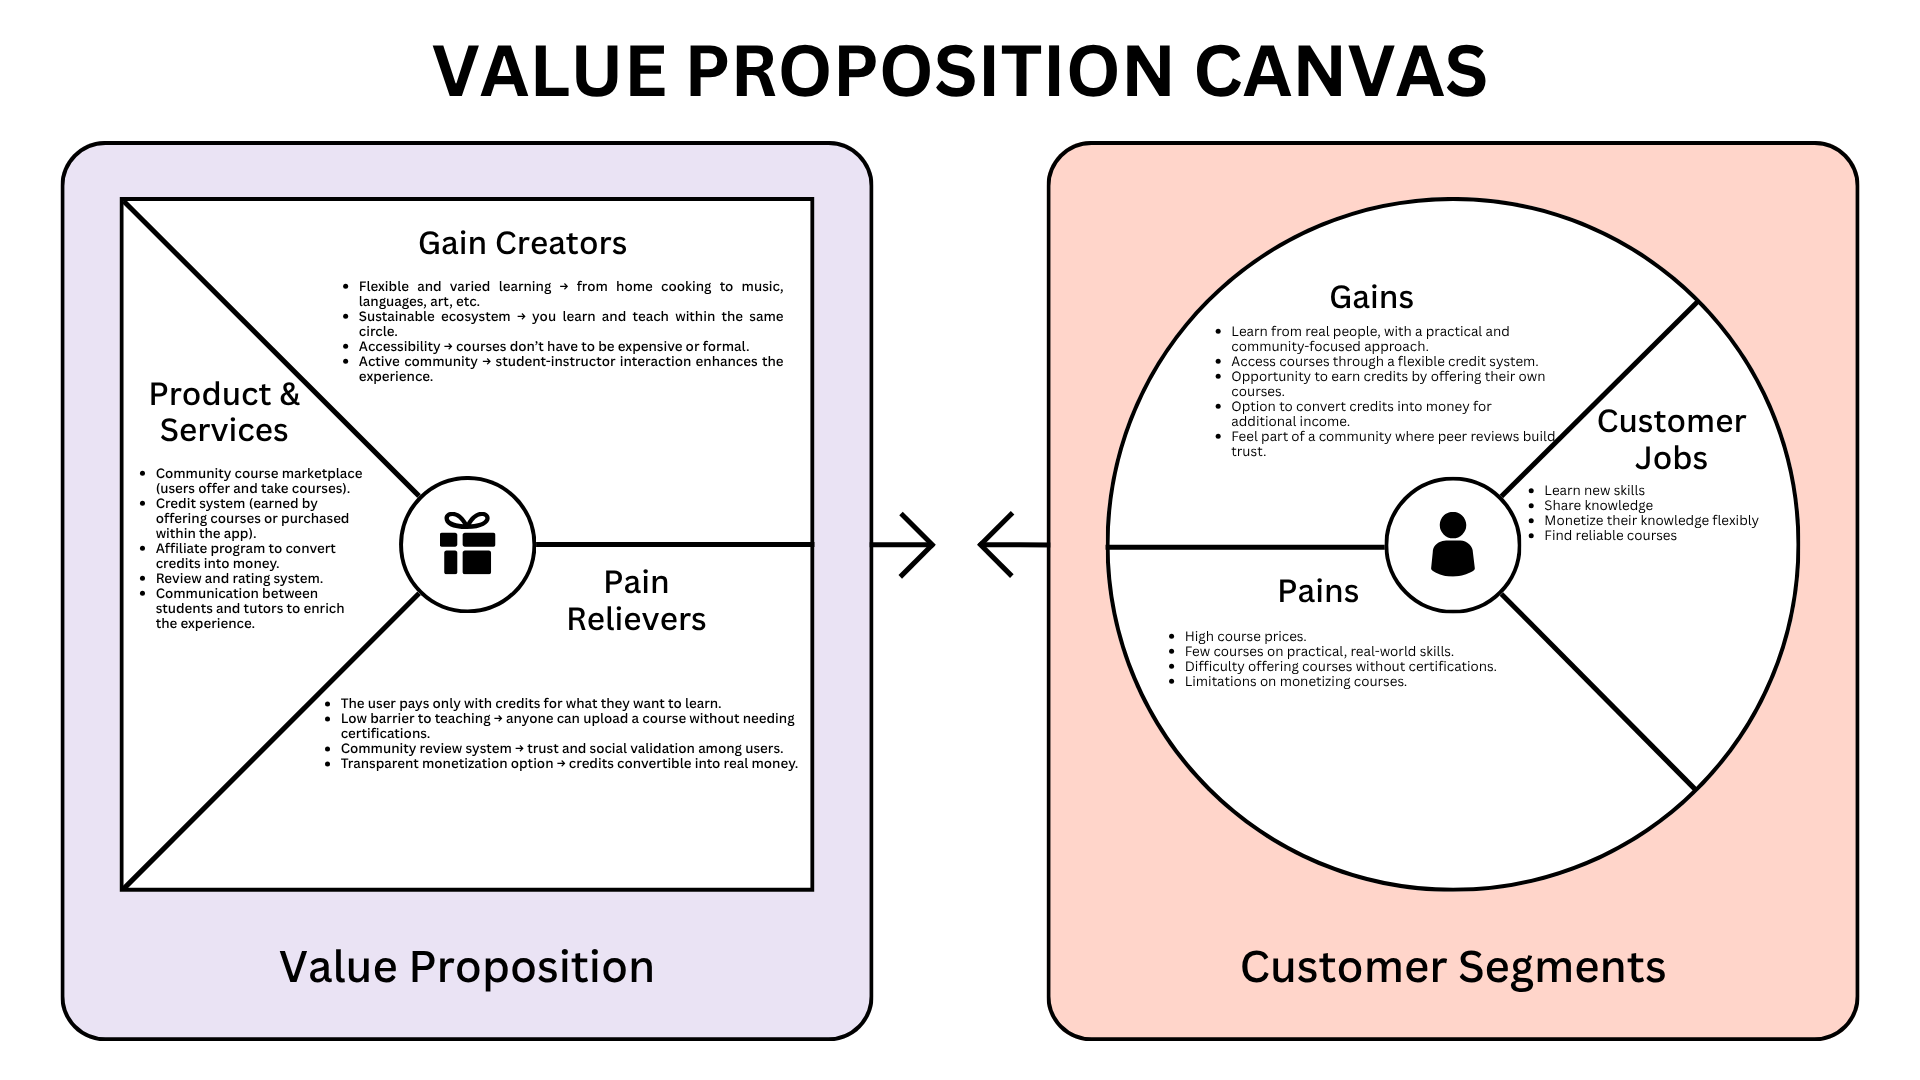 VALUE PROPOSITION CANVAS
Gain Creators
• Flexible and varied learning → from home cooking to music,
languages, art, etc.
• Sustainable ecosystem → you learn and teach within the same
circle.
• Accessibility → courses don’t have to be expensive or formal.
• Active community → student-instructor interaction enhances the
experience.
Product &
Services
• Community course marketplace
(users offer and take courses).
• Credit system (earned by
offering courses or purchased
within the app).
• Affiliate program to convert
credits into money.
• Review and rating system.
• Communication between
students and tutors to enrich
the experience.
Pain
Relievers
• The user pays only with credits for what they want to learn.
• Low barrier to teaching → anyone can upload a course without needing
certifications.
• Community review system → trust and social validation among users.
• Transparent monetization option → credits convertible into real money.
Value Proposition
Gains
• Learn from real people, with a practical and
community-focused approach.
• Access courses through a flexible credit system.
• Opportunity to earn credits by offering their own
courses.
• Option to convert credits into money for
additional income.
• Feel part of a community where peer reviews build
trust.
Customer
Jobs
• Learn new skills
• Share knowledge
• Monetize their knowledge flexibly
• Find reliable courses
Pains
• High course prices.
• Few courses on practical, real-world skills.
• Difficulty offering courses without certifications.
• Limitations on monetizing courses.
Customer Segments